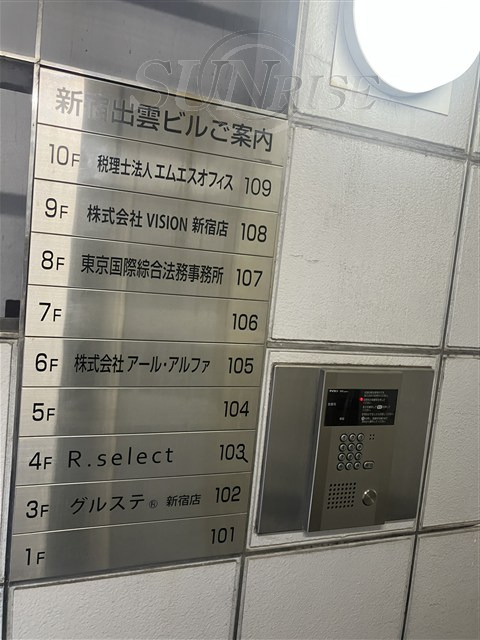 SUNRISE
新宿出雲ビルご案内
10F 税理士法人エムエスオフィス 109
9F 株式会社 VISION 新宿店 108
8F 東京国際綜合法務事務所 107
7F 106
6F 株式会社 アール・アルファ 105
5F 104
4F R.select 103
3F グルステ® 新宿店 102
1F 101